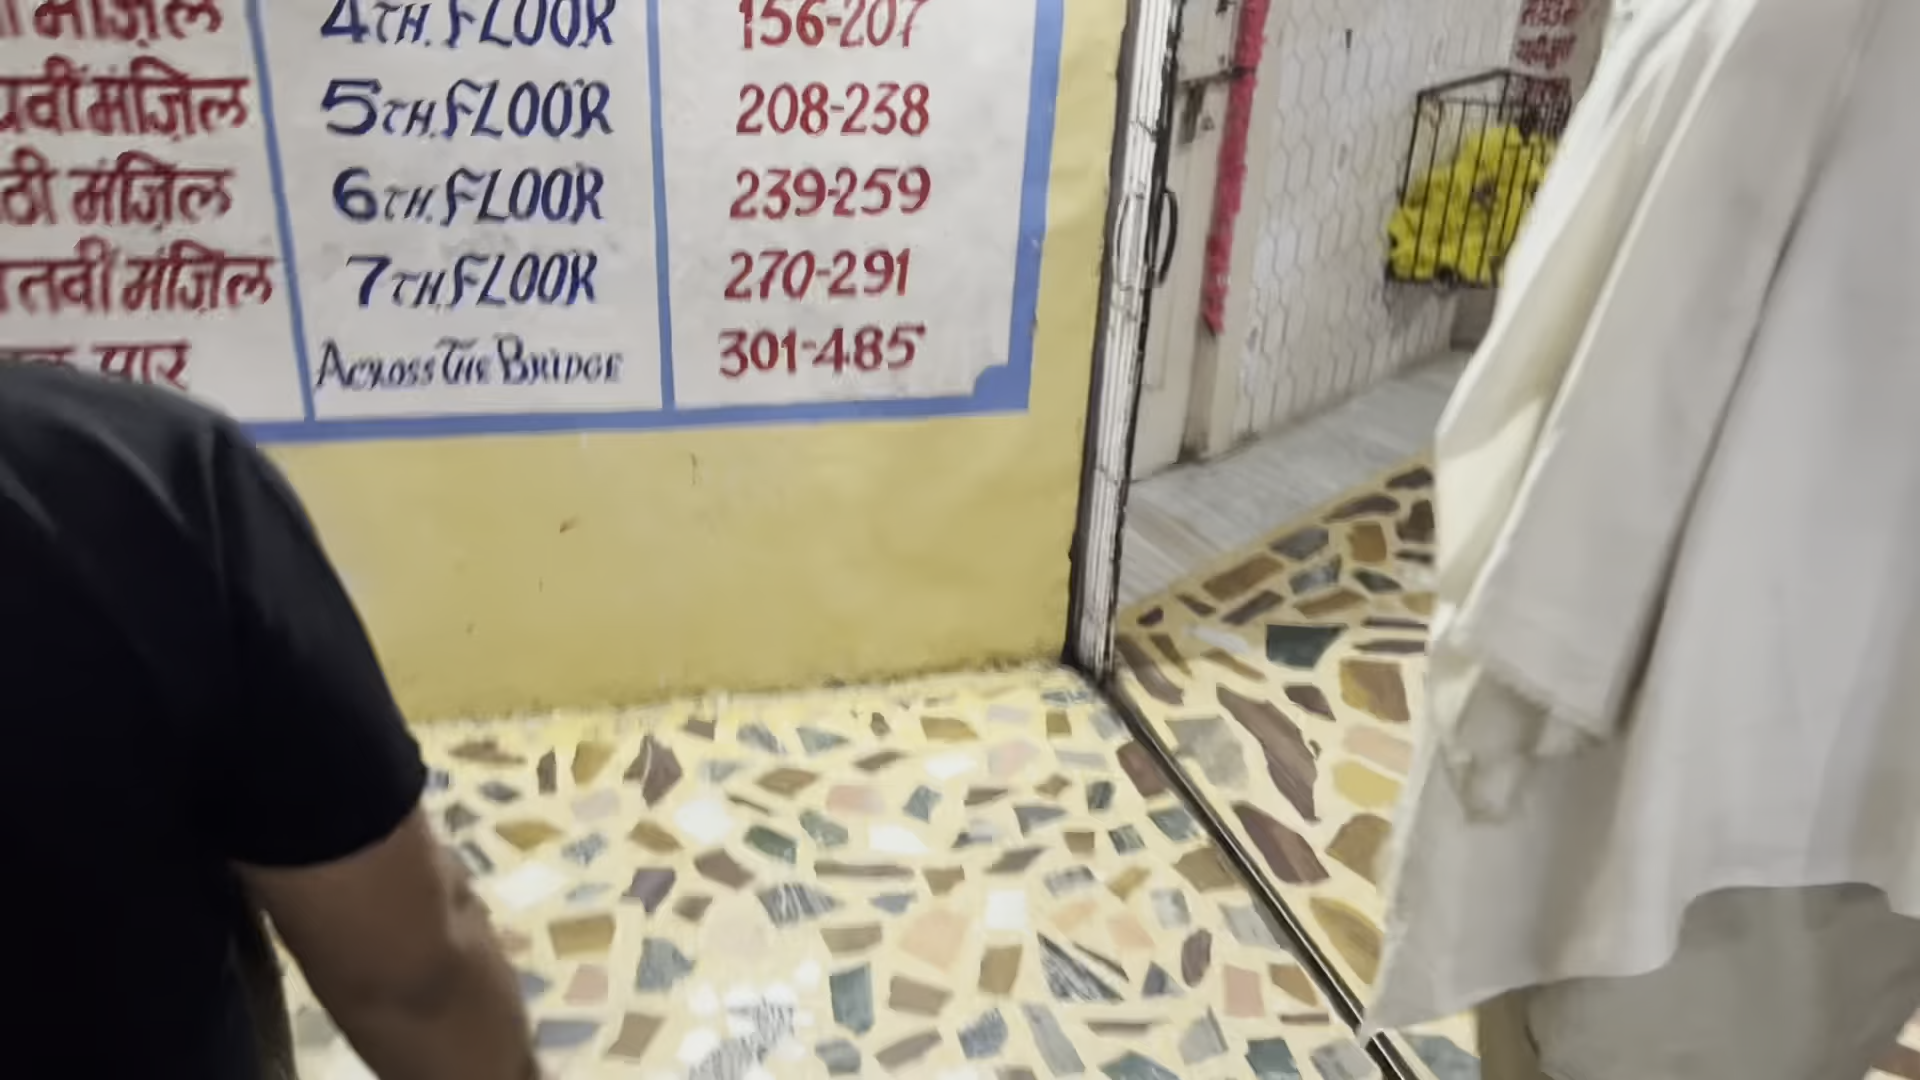 मंज़िल 4TH. FLOOR 156-207
मंज़िल 5TH. FLOOR 208-238
मंज़िल 6TH. FLOOR 239-259
मंज़िल 7TH. FLOOR 270-291
पार ACROSS THE BRIDGE 301-485